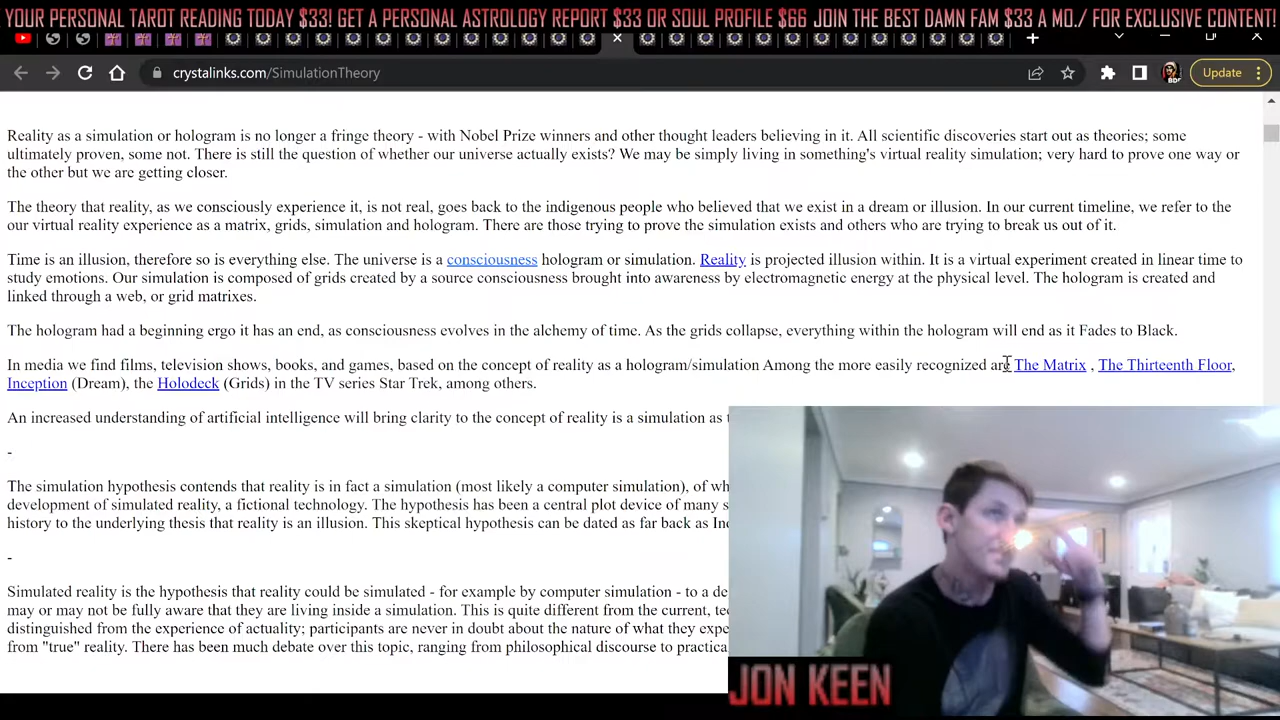 YOUR PERSONAL TAROT READING TODAY $33! GET A PERSONAL ASTROLOGY REPORT $33 OR SOUL PROFILE $66 JOIN THE BEST DAMN FAM $33 A MO./ FOR EXCLUSIVE CONTENT!
crystalinks.com/SimulationTheory
Update
Reality as a simulation or hologram is no longer a fringe theory - with Nobel Prize winners and other thought leaders believing in it. All scientific discoveries start out as theories; some
ultimately proven, some not. There is still the question of whether our universe actually exists? We may be simply living in something's virtual reality simulation; very hard to prove one way or
the other but we are getting closer.
The theory that reality, as we consciously experience it, is not real, goes back to the indigenous people who believed that we exist in a dream or illusion. In our current timeline, we refer to the
our virtual reality experience as a matrix, grids, simulation and hologram. There are those trying to prove the simulation exists and others who are trying to break us out of it.
Time is an illusion, therefore so is everything else. The universe is a consciousness hologram or simulation. Reality is projected illusion within. It is a virtual experiment created in linear time to
study emotions. Our simulation is composed of grids created by a source consciousness brought into awareness by electromagnetic energy at the physical level. The hologram is created and
linked through a web, or grid matrixes.
The hologram had a beginning ergo it has an end, as consciousness evolves in the alchemy of time. As the grids collapse, everything within the hologram will end as it Fades to Black.
In media we find films, television shows, books, and games, based on the concept of reality as a hologram/simulation Among the more easily recognized are The Matrix , The Thirteenth Floor,
Inception (Dream), the Holodeck (Grids) in the TV series Star Trek, among others.
An increased understanding of artificial intelligence will bring clarity to the concept of reality is a simulation as
-
The simulation hypothesis contends that reality is in fact a simulation (most likely a computer simulation), of
development of simulated reality, a fictional technology. The hypothesis has been a central plot device of many
history to the underlying thesis that reality is an illusion. This skeptical hypothesis can be dated as far back as
-
Simulated reality is the hypothesis that reality could be simulated - for example by computer simulation - to a
may or may not be fully aware that they are living inside a simulation. This is quite different from the current,
distinguished from the experience of actuality; participants are never in doubt about the nature of what they
from "true" reality. There has been much debate over this topic, ranging from philosophical discourse to
JON KEEN